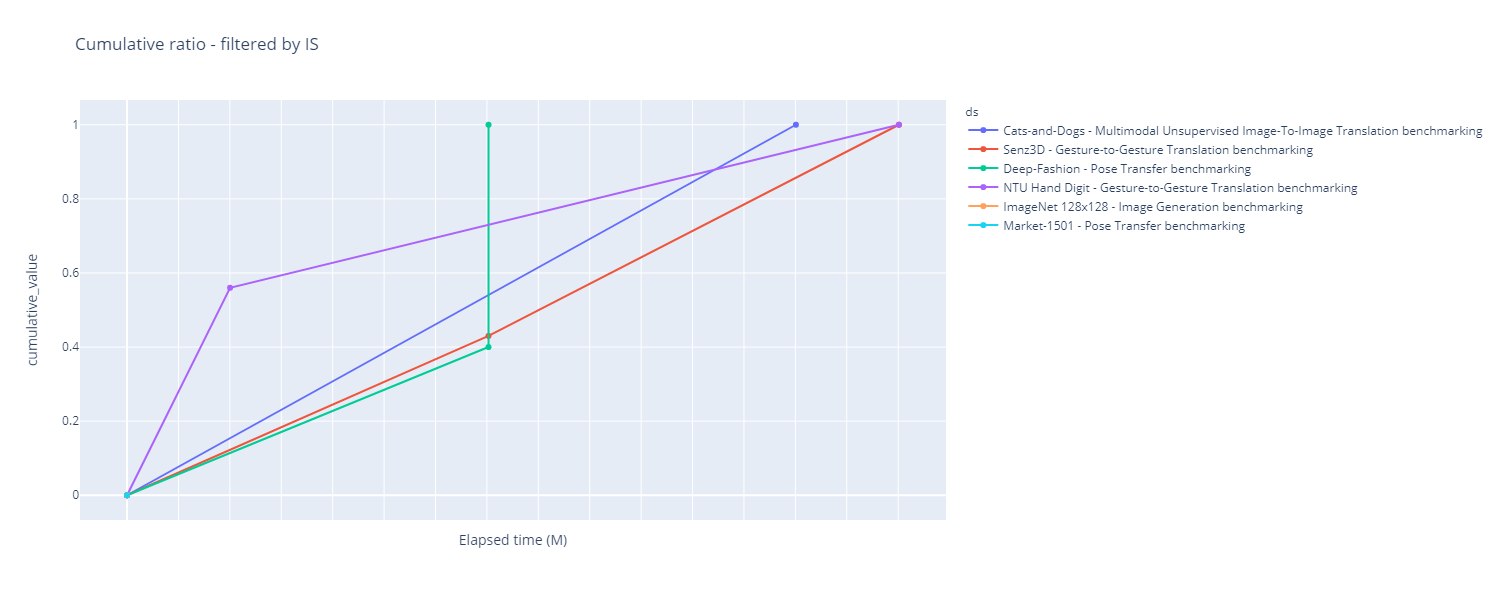 Cumulative ratio - filtered by IS
ds
Cats-and-Dogs - Multimodal Unsupervised Image-To-Image Translation benchmarking
Senz3D - Gesture-to-Gesture Translation benchmarking
Deep-Fashion - Pose Transfer benchmarking
NTU Hand Digit - Gesture-to-Gesture Translation benchmarking
ImageNet 128x128 - Image Generation benchmarking
Market-1501 - Pose Transfer benchmarking
cumulative_value
1
0.8
0.6
0.4
0.2
0
Elapsed time (M)